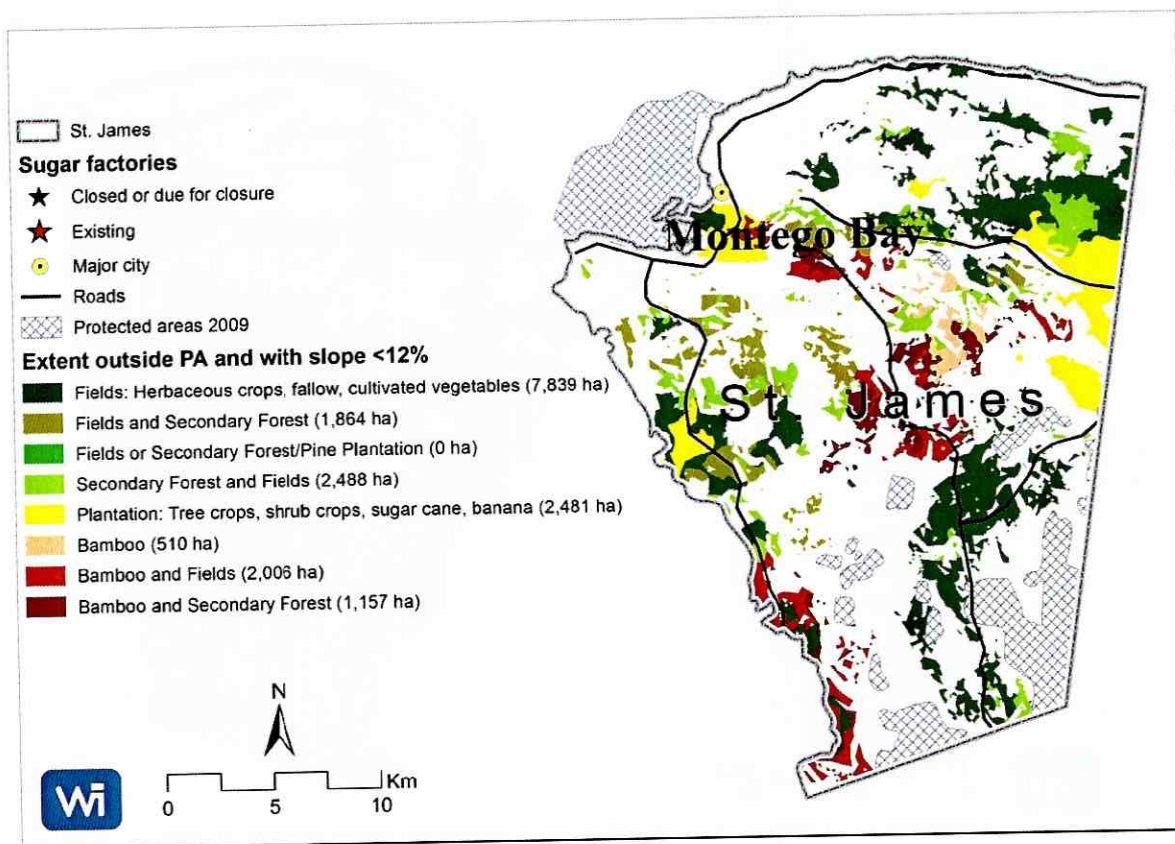 St. James
Sugar factories
Closed or due for closure
Existing
Major city
Roads
Protected areas 2009
Extent outside PA and with slope <12%
Fields: Herbaceous crops, fallow, cultivated vegetables (7,839 ha)
Fields and Secondary Forest (1,864 ha)
Fields or Secondary Forest/Pine Plantation (0 ha)
Secondary Forest and Fields (2,488 ha)
Plantation: Tree crops, shrub crops, sugar cane, banana (2,481 ha)
Bamboo (510 ha)
Bamboo and Fields (2,006 ha)
Bamboo and Secondary Forest (1,157 ha)
Montego Bay
St. James
N
Wi
Km
0 5 10